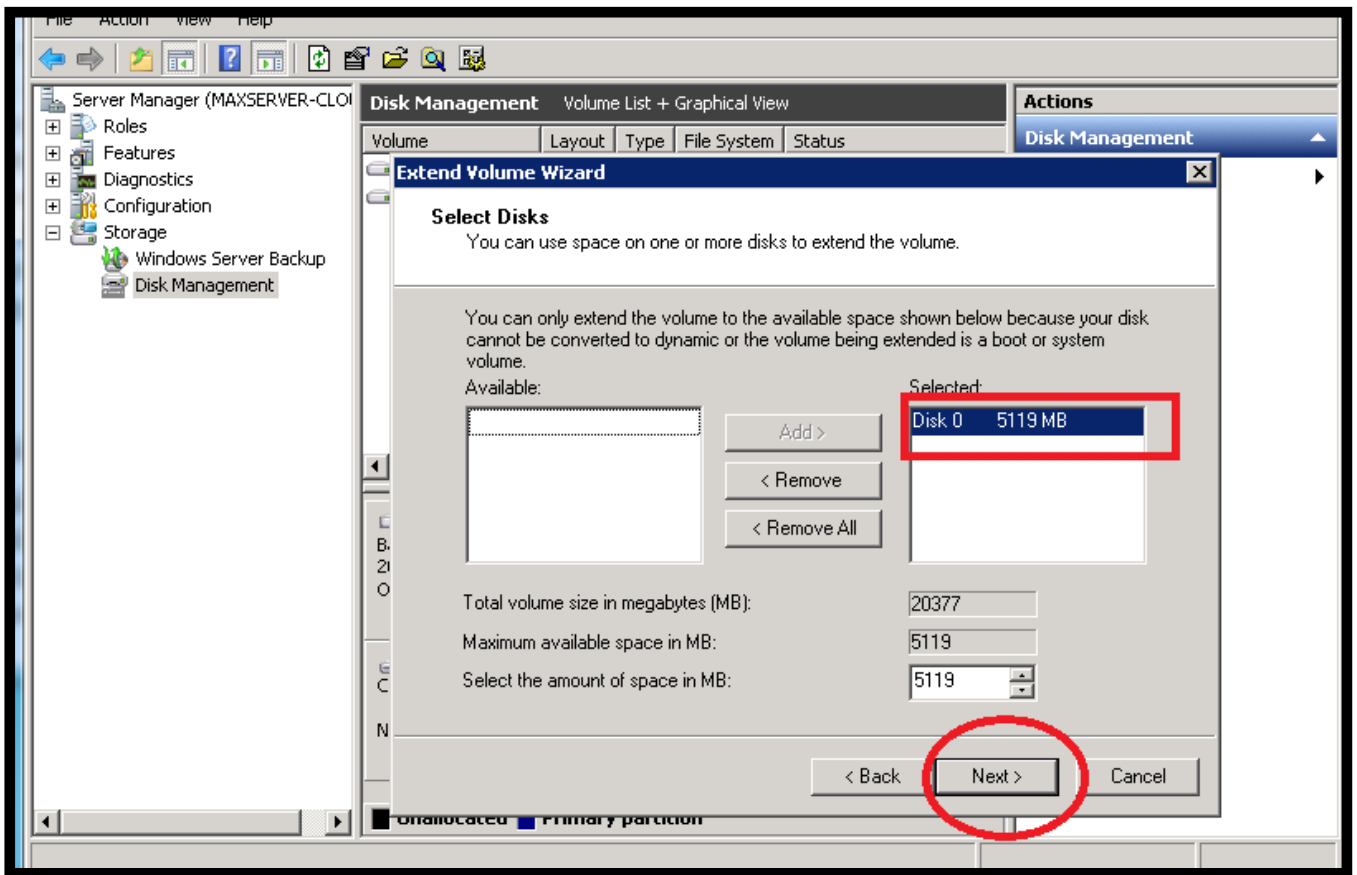 File Action View Help
Server Manager (MAXSERVER-CLO
Roles
Features
Diagnostics
Configuration
Storage
Windows Server Backup
Disk Management
Disk Management Volume List + Graphical View
Volume Layout Type File System Status
Actions
Disk Management
Extend Volume Wizard
Select Disks
You can use space on one or more disks to extend the volume.
You can only extend the volume to the available space shown below because your disk
cannot be converted to dynamic or the volume being extended is a boot or system
volume.
Available:
Selected:
Disk 0 5119 MB
Add >
< Remove
< Remove All
Total volume size in megabytes (MB): 20377
Maximum available space in MB: 5119
Select the amount of space in MB: 5119
< Back Next > Cancel
Unallocated Primary partition